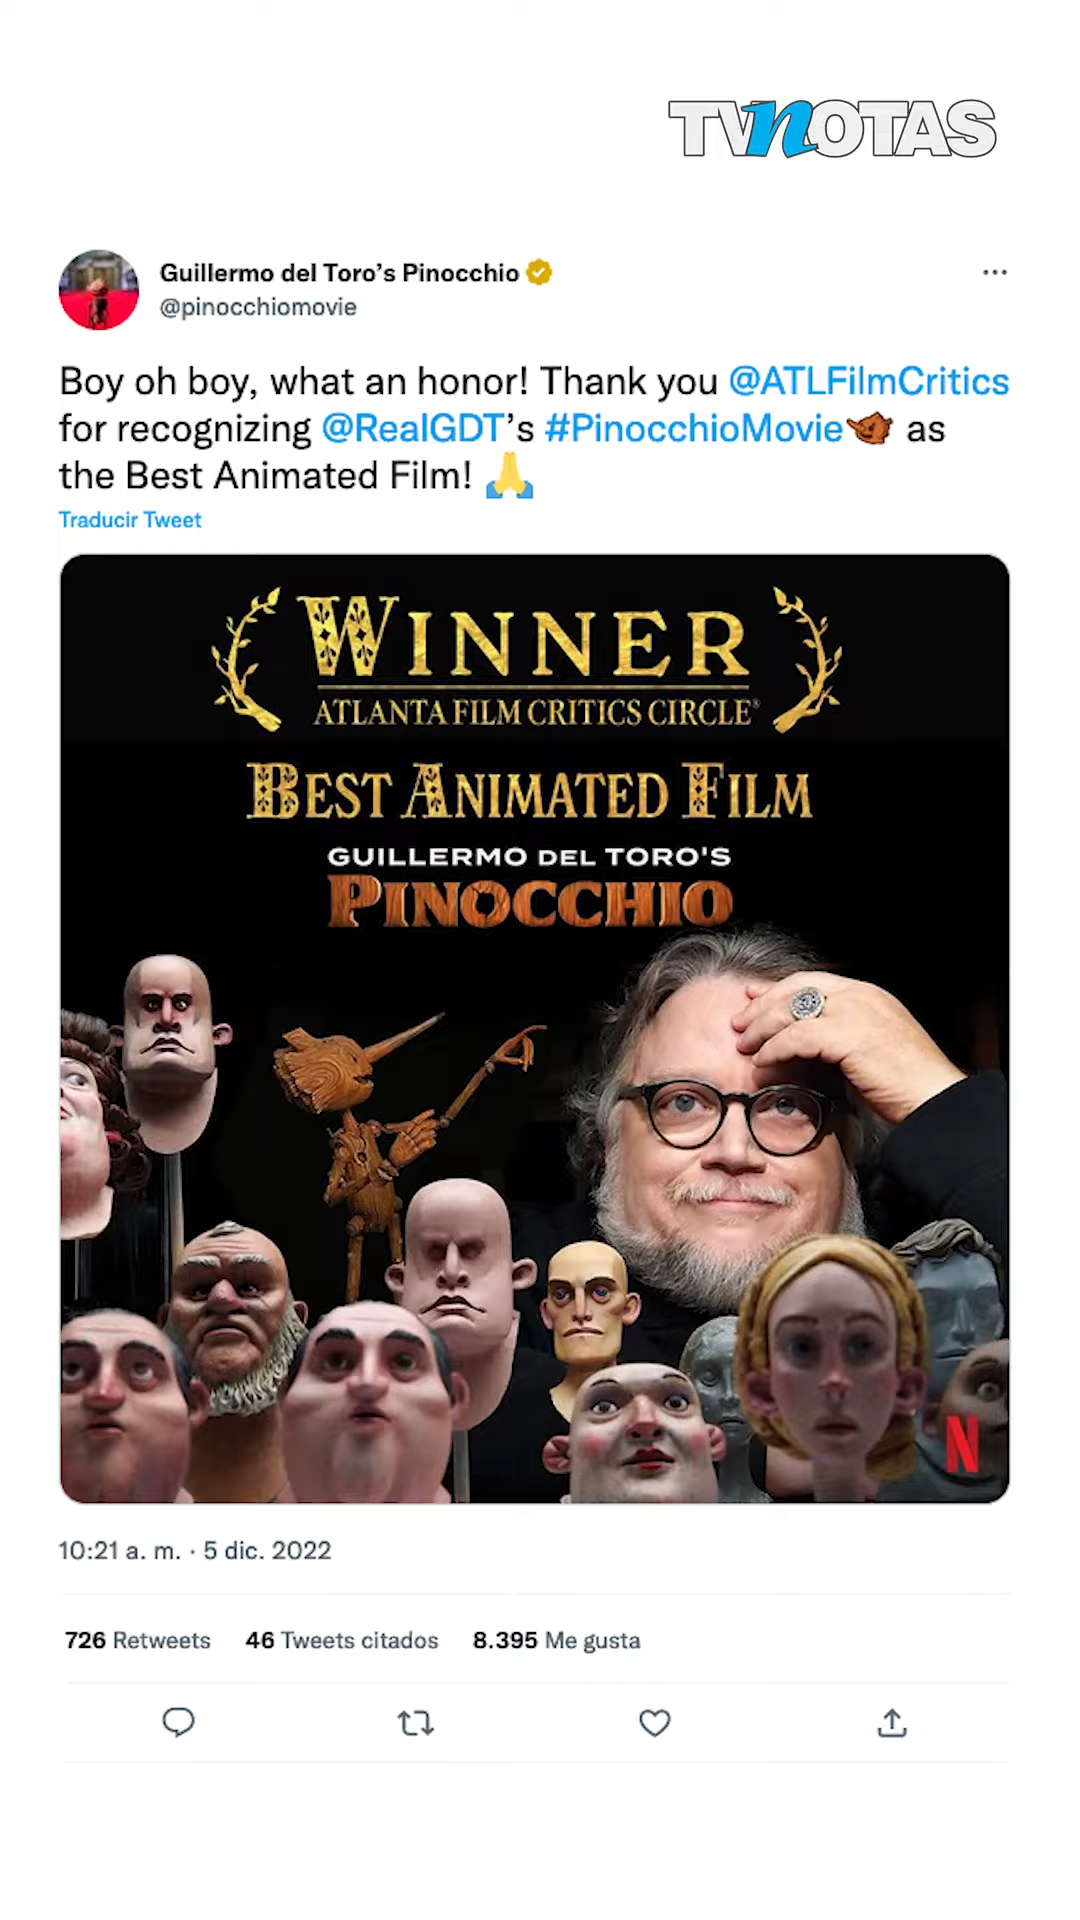 TVnOTAS
Guillermo del Toro’s Pinocchio
@pinocchiomovie
Boy oh boy, what an honor! Thank you @ATLFilmCritics
for recognizing @RealGDT’s #PinocchioMovie as
the Best Animated Film! 🙏
Traducir Tweet
WINNER
ATLANTA FILM CRITICS CIRCLE®
BEST ANIMATED FILM
GUILLERMO DEL TORO'S
PINOCCHIO
N
10:21 a. m. · 5 dic. 2022
726 Retweets 46 Tweets citados 8.395 Me gusta